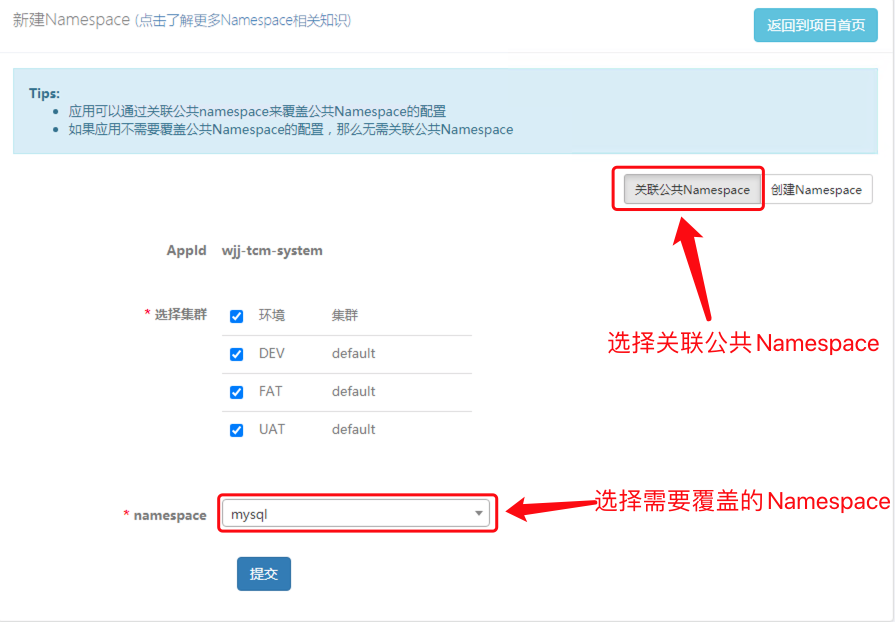 新建Namespace (点击了解更多Namespace相关知识)
返回到项目首页
Tips:
应用可以通过关联公共namespace来覆盖公共Namespace的配置
如果应用不需要覆盖公共Namespace的配置，那么无需关联公共Namespace
关联公共Namespace 创建Namespace
AppId wjj-tcm-system
选择关联公共Namespace
* 选择集群 环境 集群
DEV default
FAT default
UAT default
选择需要覆盖的Namespace
* namespace mysql
提交